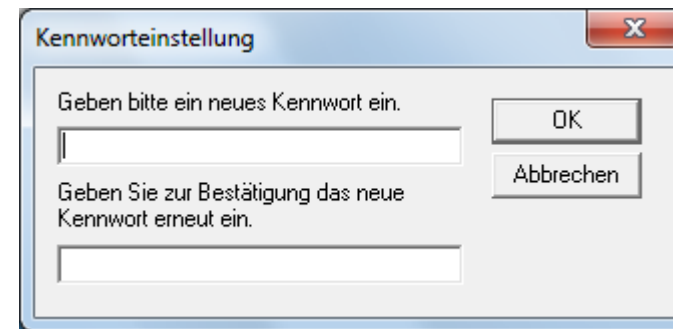 Kennworteinstellung
Geben bitte ein neues Kennwort ein.
OK
Abbrechen
Geben Sie zur Bestätigung das neue
Kennwort erneut ein.